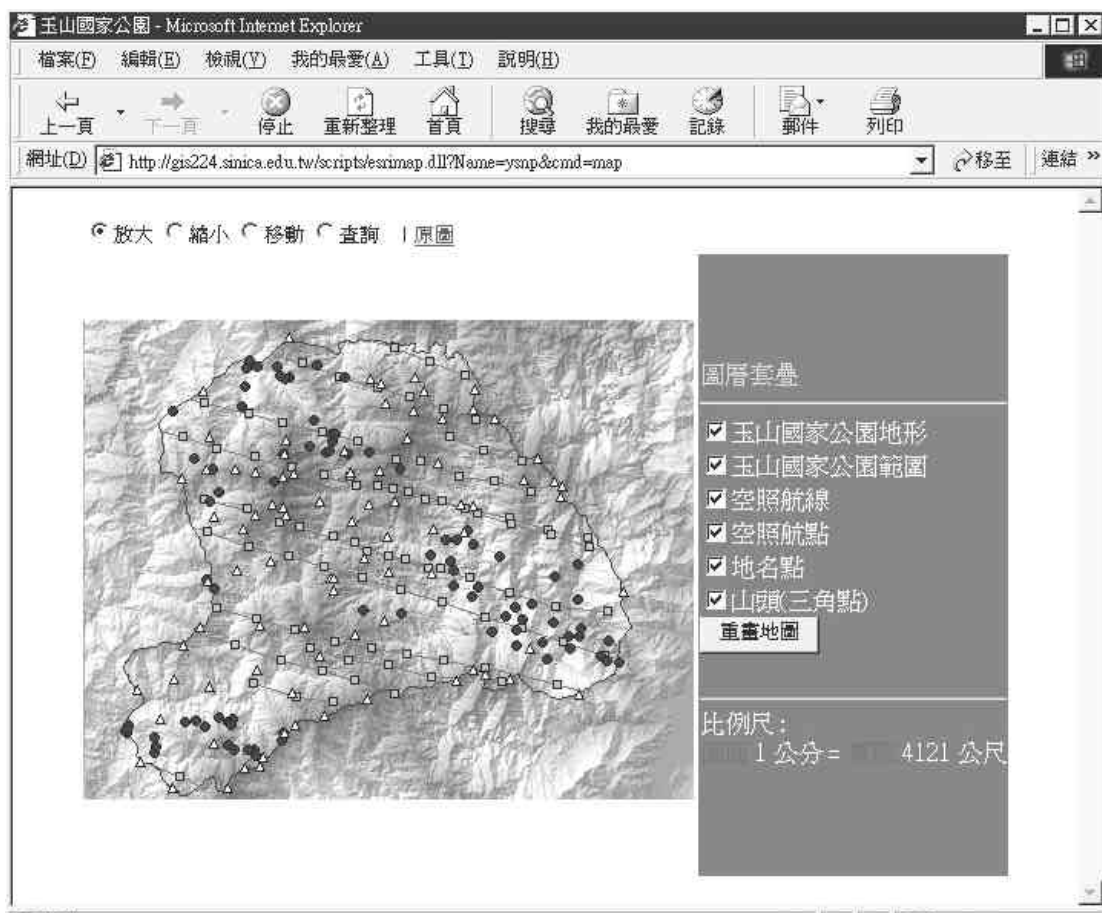 玉山國家公園 - Microsoft Internet Explorer
檔案(F) 編輯(E) 檢視(V) 我的最愛(A) 工具(T) 說明(H)
上一頁 下一頁 停止 重新整理 首頁 搜尋 我的最愛 記錄 郵件 列印
網址(D) http://gis224.sinica.edu.tw/scripts/esrimap.dll?Name=ysnp&cmd=map 移至 連結 »
放大 縮小 移動 查詢 | 原圖
圖層套疊
玉山國家公園地形
玉山國家公園範圍
空照航線
空照航點
地名點
山頭(三角點)
重畫地圖
比例尺:
1 公分 = 4121 公尺